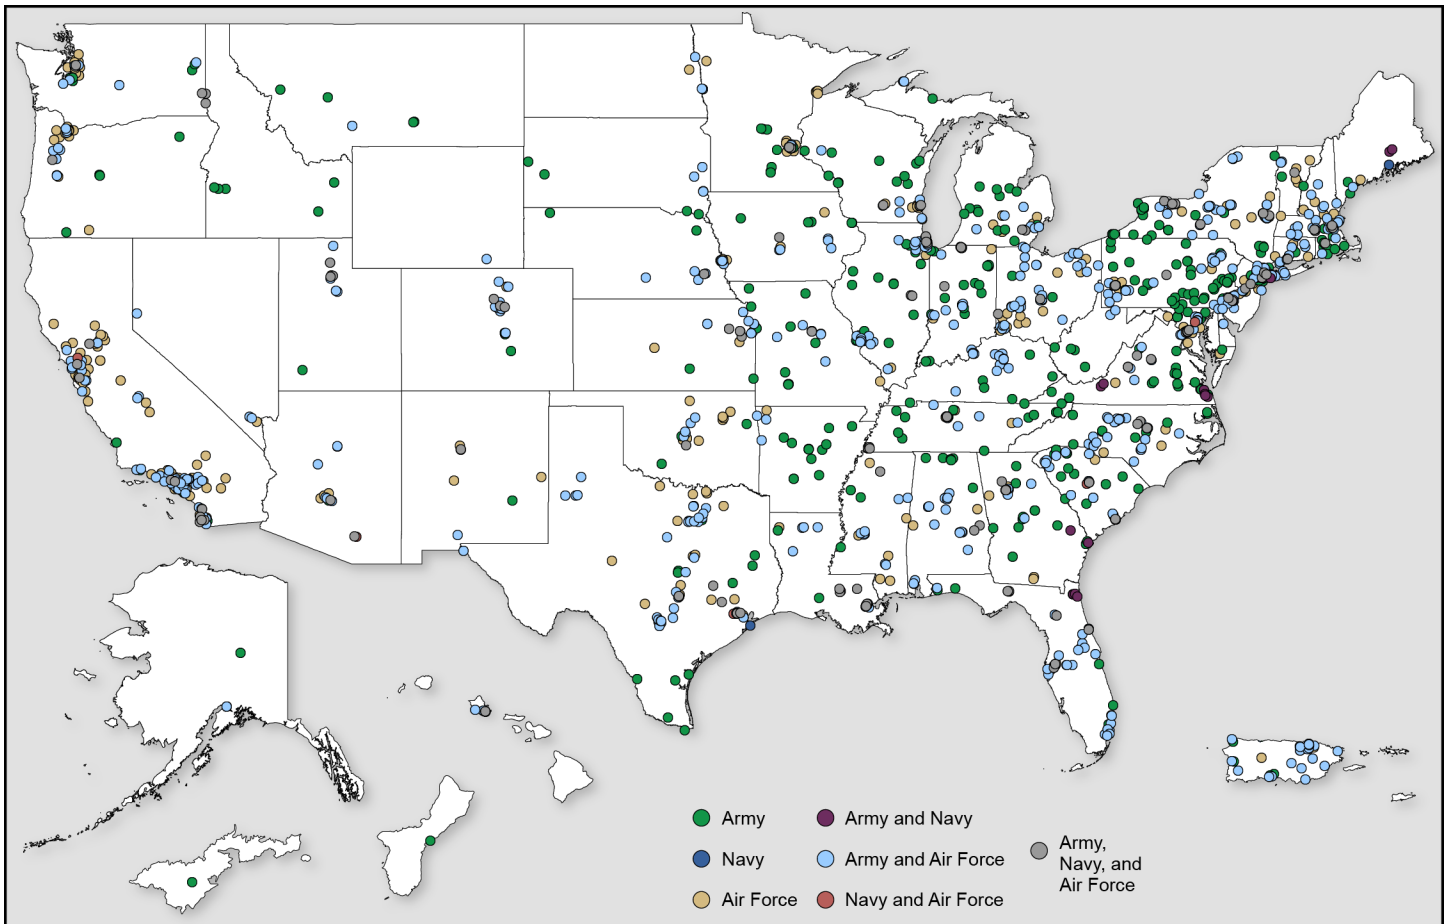 Army
Navy
Air Force
Army and Navy
Army and Air Force
Navy and Air Force
Army,
Navy, and
Air Force